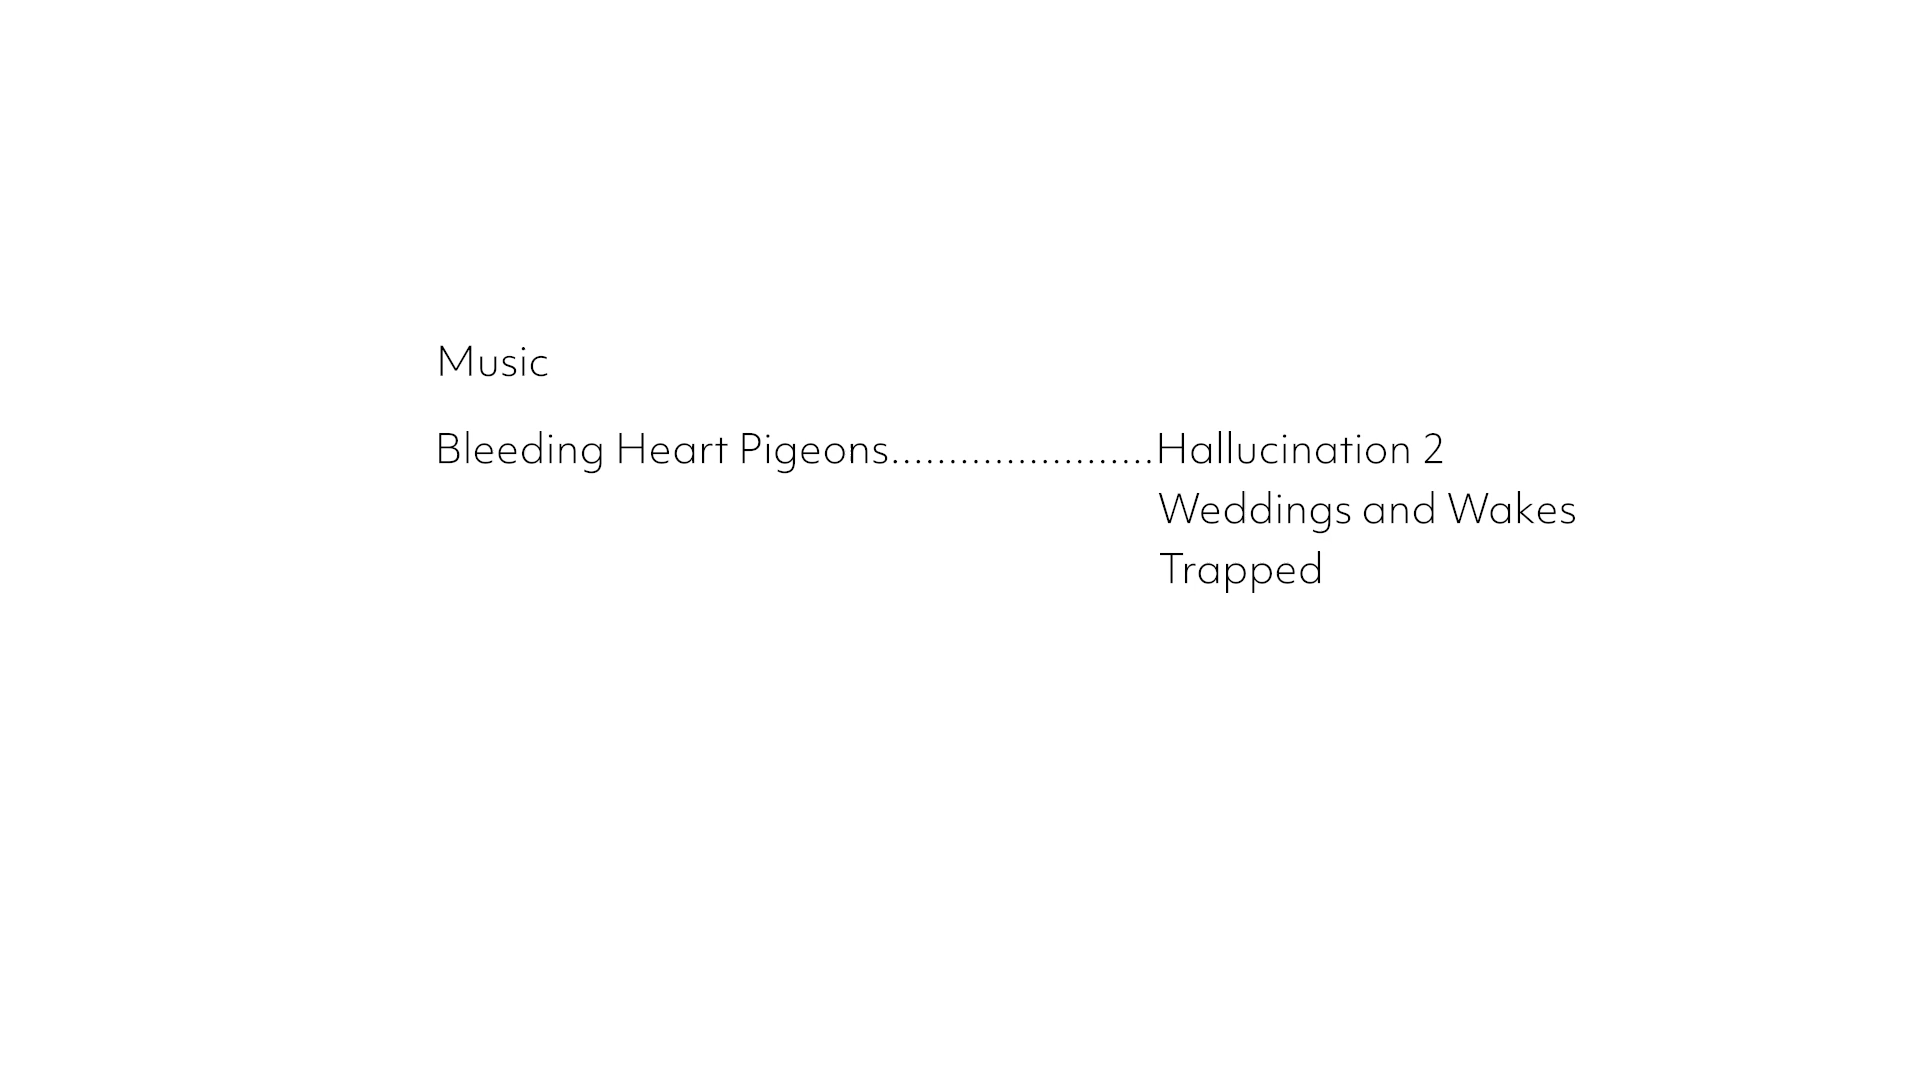 Music
Bleeding Heart Pigeons.......................Hallucination 2
Weddings and Wakes
Trapped